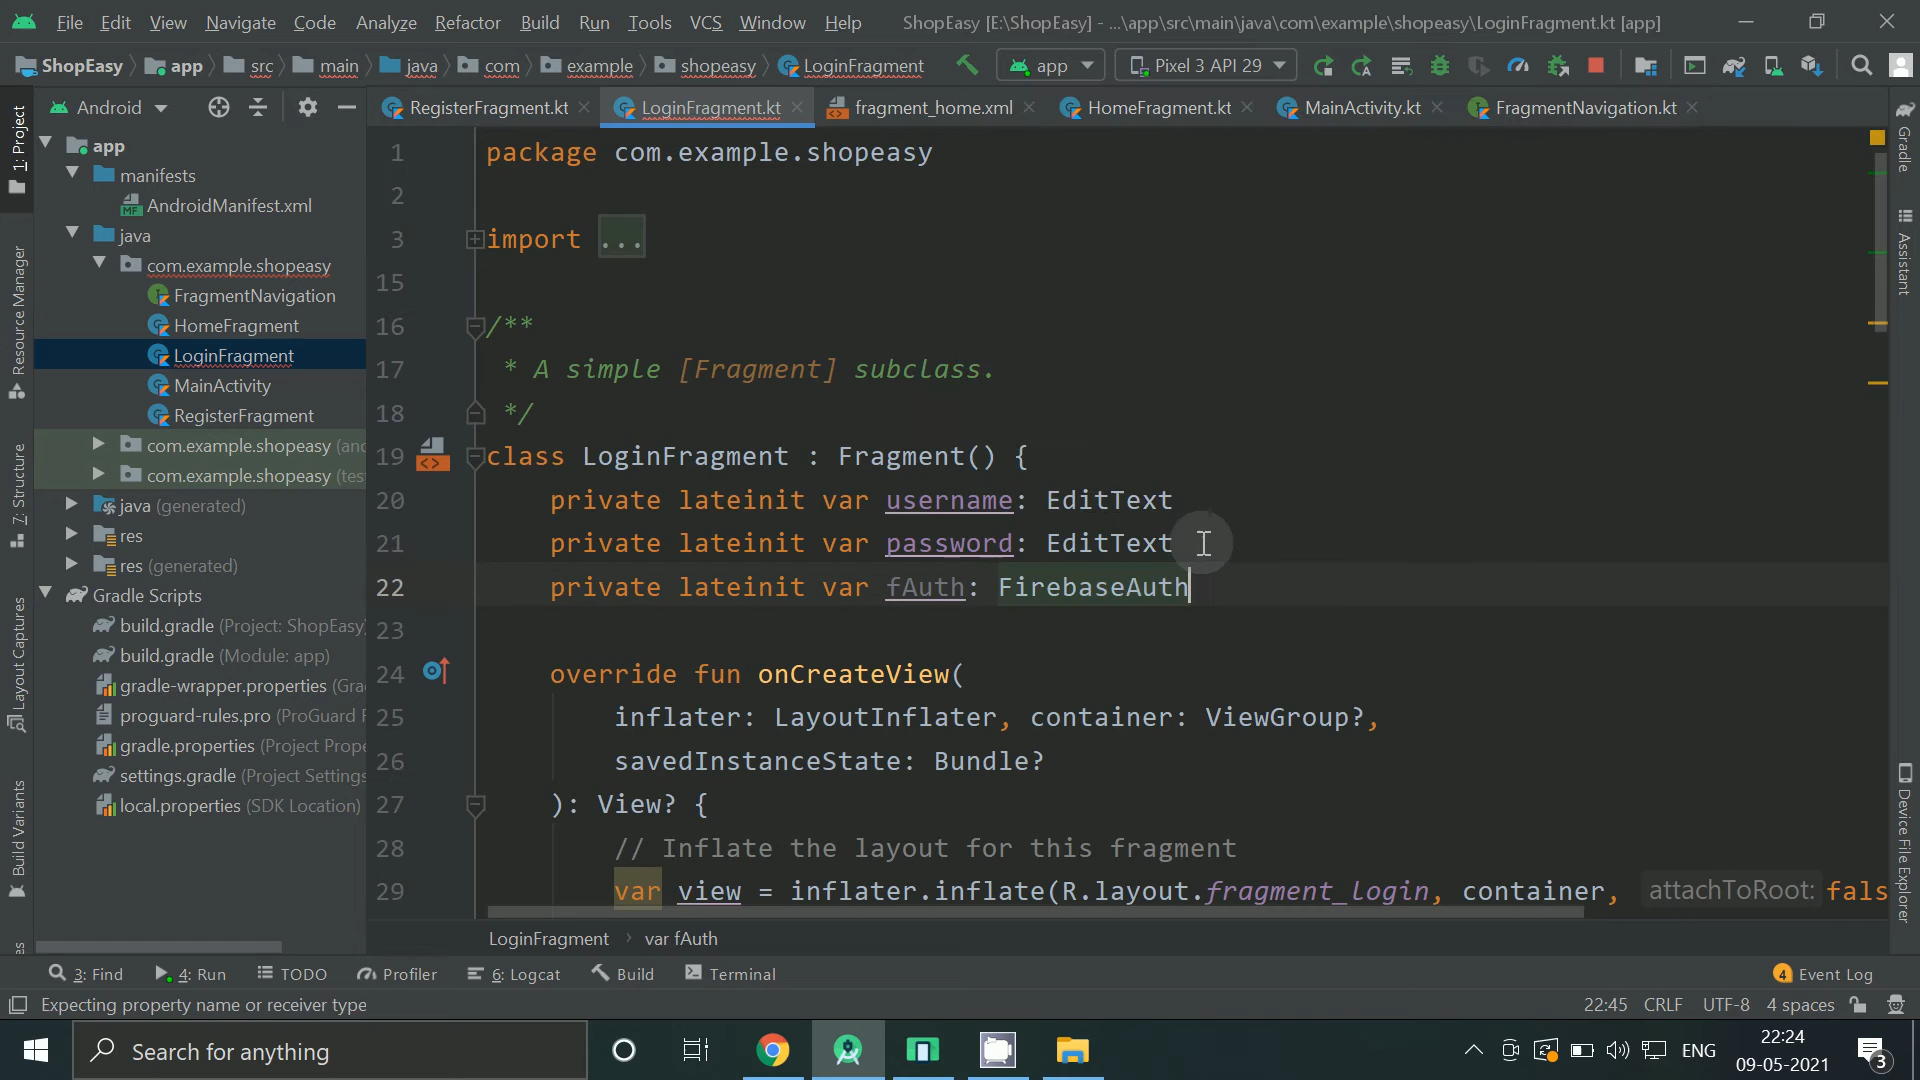 File Edit View Navigate Code Analyze Refactor Build Run Tools VCS Window Help ShopEasy [E:\ShopEasy] - ...\app\src\main\java\com\example\shopeasy\LoginFragment.kt [app]
ShopEasy app src main java com example shopeasy LoginFragment app Pixel 3 API 29
Android
RegisterFragment.kt LoginFragment.kt fragment_home.xml HomeFragment.kt MainActivity.kt FragmentNavigation.kt
1: Project
Resource Manager
7: Structure
Layout Captures
Build Variants
app
manifests
AndroidManifest.xml
java
com.example.shopeasy
FragmentNavigation
HomeFragment
LoginFragment
MainActivity
RegisterFragment
com.example.shopeasy (and
com.example.shopeasy (test
java (generated)
res
res (generated)
Gradle Scripts
build.gradle (Project: ShopEasy)
build.gradle (Module: app)
gradle-wrapper.properties (Gra
proguard-rules.pro (ProGuard F
gradle.properties (Project Prope
settings.gradle (Project Settings
local.properties (SDK Location)
1 package com.example.shopeasy
2
3 import ...
15
16 /**
17 * A simple [Fragment] subclass.
18 */
19 class LoginFragment : Fragment() {
20 private lateinit var username: EditText
21 private lateinit var password: EditText
22 private lateinit var fAuth: FirebaseAuth
23
24 override fun onCreateView(
25 inflater: LayoutInflater, container: ViewGroup?,
26 savedInstanceState: Bundle?
27 ): View? {
28 // Inflate the layout for this fragment
29 var view = inflater.inflate(R.layout.fragment_login, container, attachToRoot: fals
Gradle
Assistant
Device File Explorer
LoginFragment › var fAuth
3: Find 4: Run TODO Profiler 6: Logcat Build Terminal 4 Event Log
Expecting property name or receiver type 22:45 CRLF UTF-8 4 spaces
Search for anything ENG 22:24
09-05-2021 3